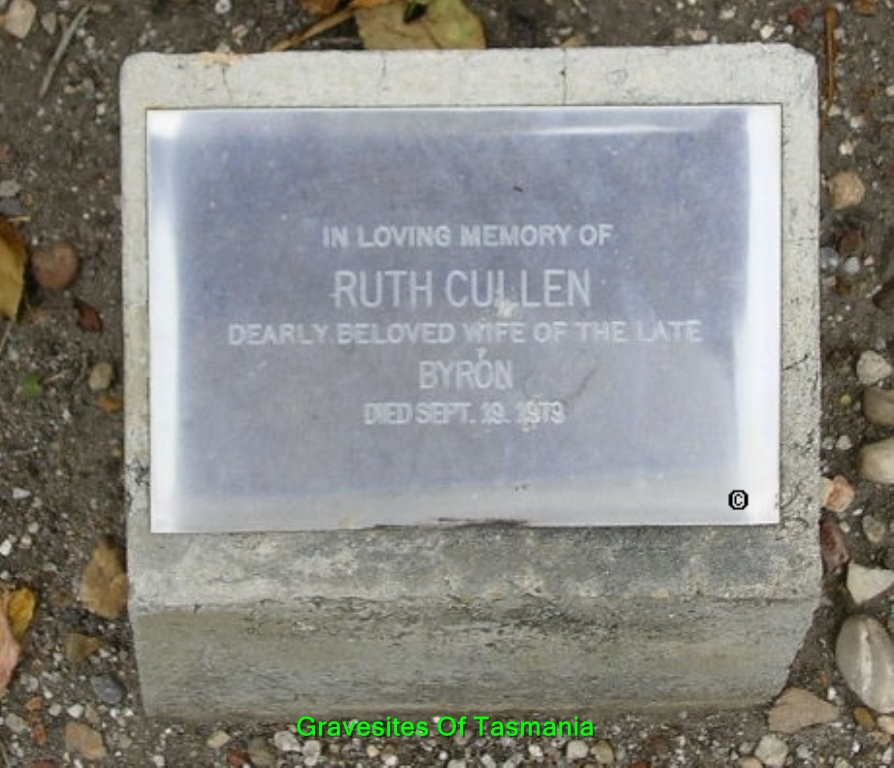 IN LOVING MEMORY OF
RUTH CULLEN
DEARLY BELOVED WIFE OF THE LATE
BYRON
DIED SEPT. 19. 1979
©
Gravesites Of Tasmania